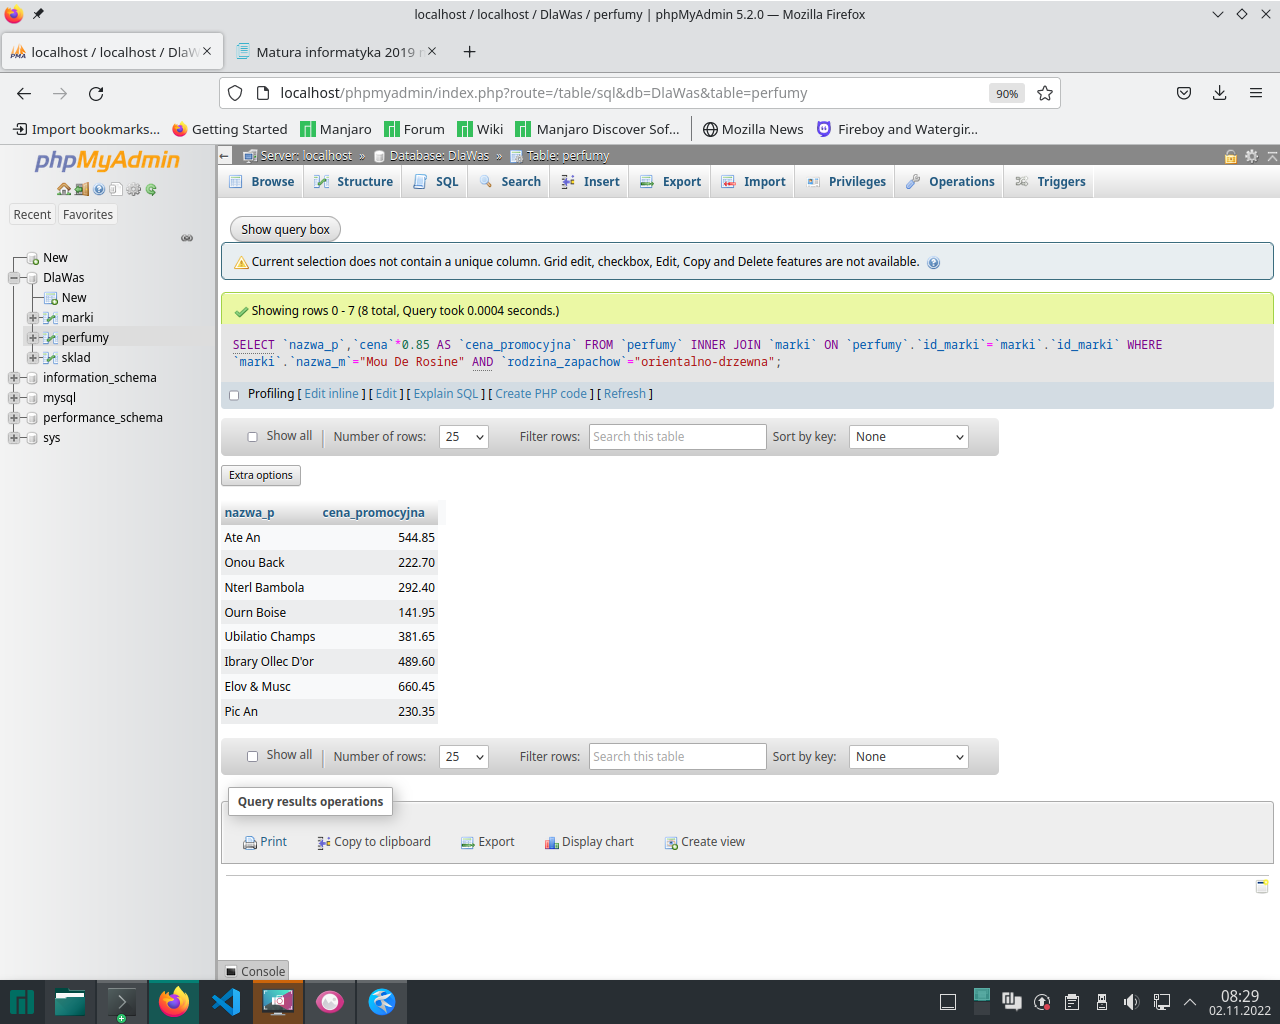 localhost / localhost / DlaWas / perfumy | phpMyAdmin 5.2.0 — Mozilla Firefox
localhost / localhost / DlaW
Matura informatyka 2019
localhost/phpmyadmin/index.php?route=/table/sql&db=DlaWas&table=perfumy
90%
Import bookmarks...
Getting Started
Manjaro
Forum
Wiki
Manjaro Discover Sof...
Mozilla News
Fireboy and Watergir...
phpMyAdmin
Recent
Favorites
New
DlaWas
New
marki
perfumy
sklad
information_schema
mysql
performance_schema
sys
Server: localhost » Database: DlaWas » Table: perfumy
Browse
Structure
SQL
Search
Insert
Export
Import
Privileges
Operations
Triggers
Show query box
Current selection does not contain a unique column. Grid edit, checkbox, Edit, Copy and Delete features are not available.
Showing rows 0 - 7 (8 total, Query took 0.0004 seconds.)
SELECT `nazwa_p`,`cena`*0.85 AS `cena_promocyjna` FROM `perfumy` INNER JOIN `marki` ON `perfumy`.`id_marki`=`marki`.`id_marki` WHERE
`marki`.`nazwa_m`="Mou De Rosine" AND `rodzina_zapachow`="orientalno-drzewna";
Profiling [ Edit inline ] [ Edit ] [ Explain SQL ] [ Create PHP code ] [ Refresh ]
Show all | Number of rows: 25 Filter rows: Search this table Sort by key: None
Extra options
nazwa_p cena_promocyjna
Ate An 544.85
Onou Back 222.70
Nterl Bambola 292.40
Ourn Boise 141.95
Ubilatio Champs 381.65
Ibrary Ollec D'or 489.60
Elov & Musc 660.45
Pic An 230.35
Show all | Number of rows: 25 Filter rows: Search this table Sort by key: None
Query results operations
Print
Copy to clipboard
Export
Display chart
Create view
Console
08:29
02.11.2022